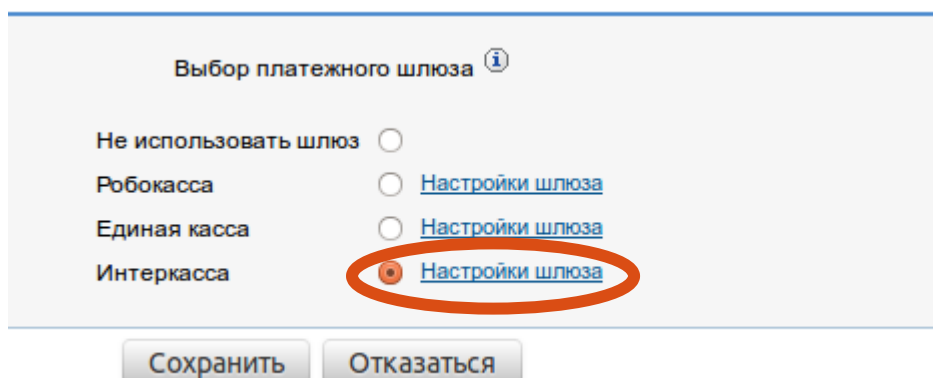 Выбор платежного шлюза
Не использовать шлюз
Робокасса Настройки шлюза
Единая касса Настройки шлюза
Интеркасса Настройки шлюза
Сохранить Отказаться